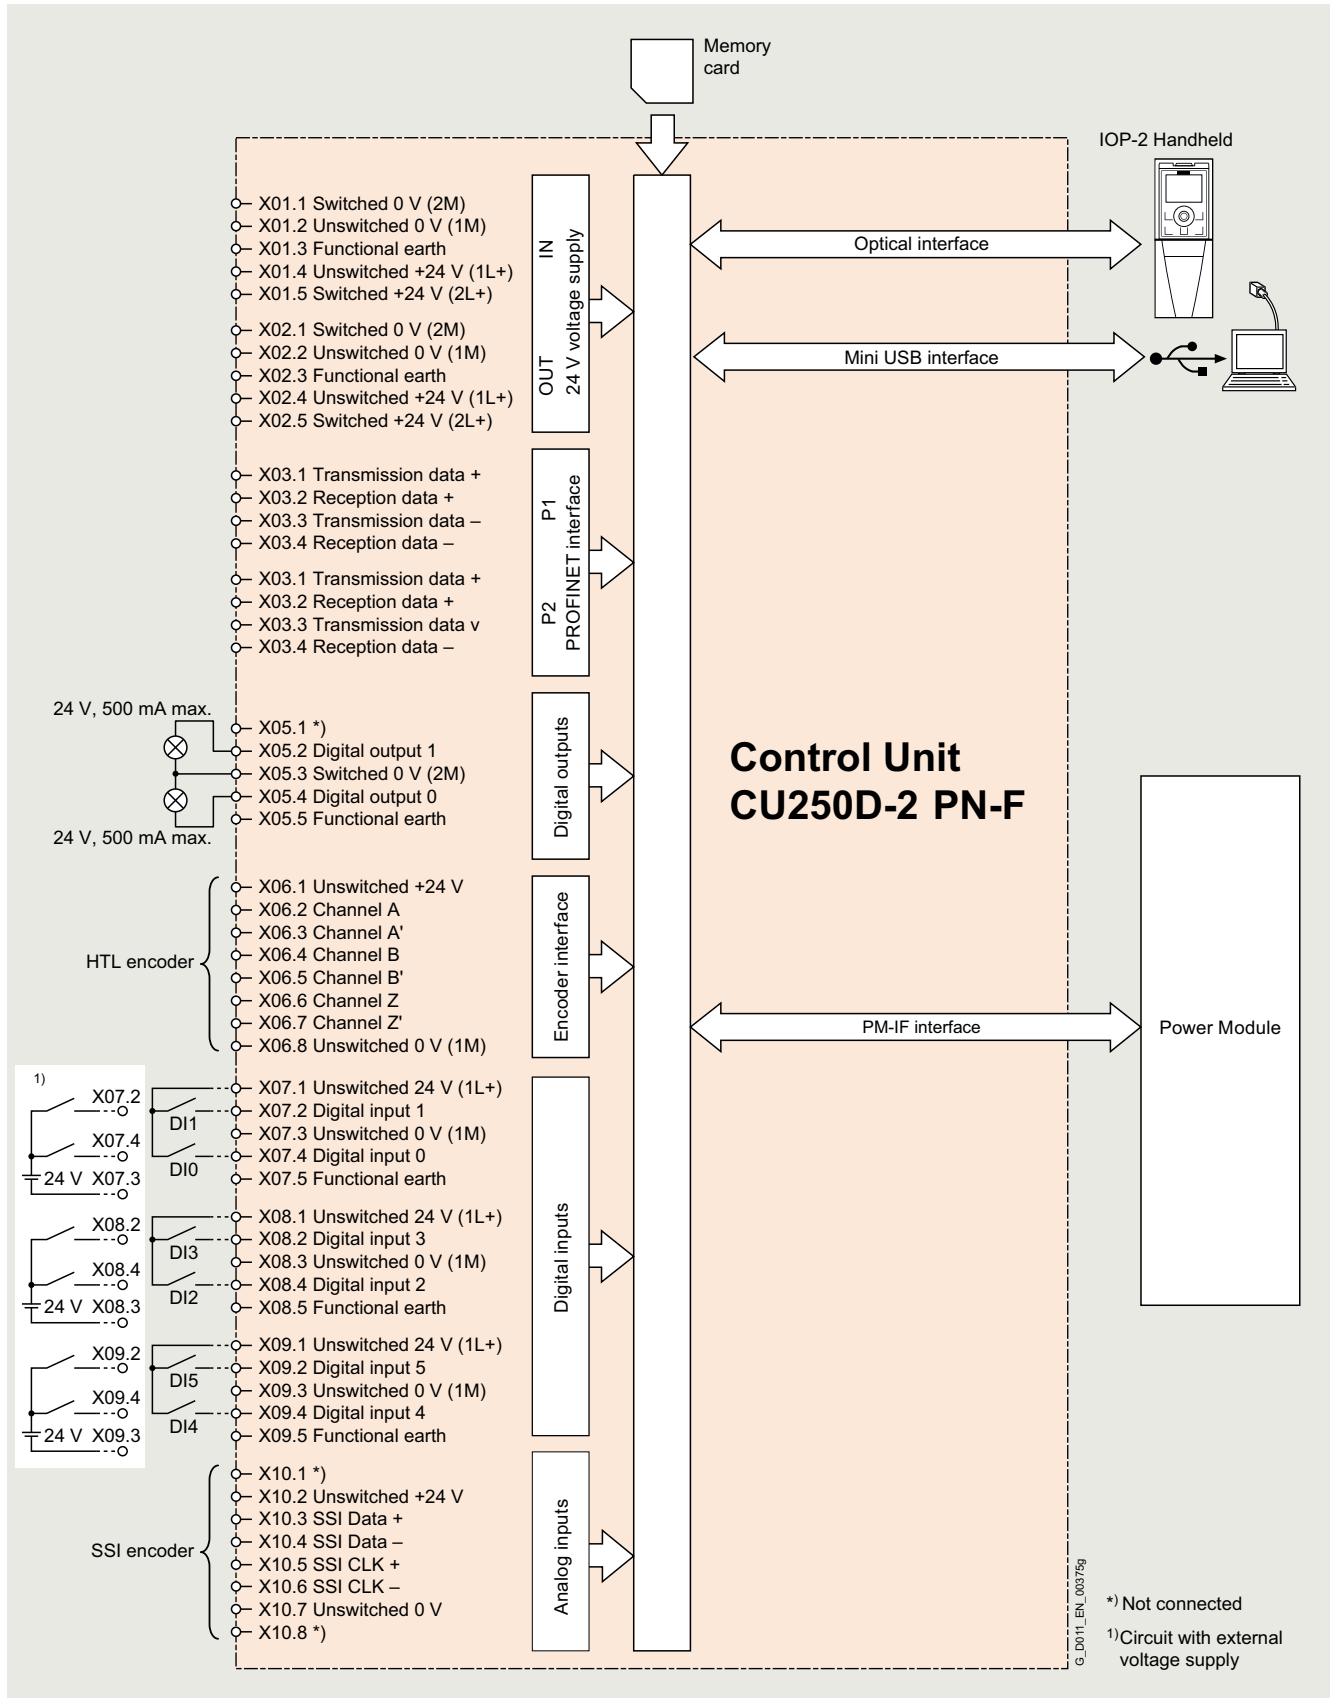 Memory
card
IOP-2 Handheld
X01.1 Switched 0 V (2M)
X01.2 Unswitched 0 V (1M)
X01.3 Functional earth
X01.4 Unswitched +24 V (1L+)
X01.5 Switched +24 V (2L+)
X02.1 Switched 0 V (2M)
X02.2 Unswitched 0 V (1M)
X02.3 Functional earth
X02.4 Unswitched +24 V (1L+)
X02.5 Switched +24 V (2L+)
IN
OUT
24 V voltage supply
Optical interface
Mini USB interface
X03.1 Transmission data +
X03.2 Reception data +
X03.3 Transmission data –
X03.4 Reception data –
X03.1 Transmission data +
X03.2 Reception data +
X03.3 Transmission data v
X03.4 Reception data –
P1
P2
PROFINET interface
24 V, 500 mA max.
24 V, 500 mA max.
X05.1 *)
X05.2 Digital output 1
X05.3 Switched 0 V (2M)
X05.4 Digital output 0
X05.5 Functional earth
Digital outputs
Control Unit
CU250D-2 PN-F
HTL encoder
X06.1 Unswitched +24 V
X06.2 Channel A
X06.3 Channel A'
X06.4 Channel B
X06.5 Channel B'
X06.6 Channel Z
X06.7 Channel Z'
X06.8 Unswitched 0 V (1M)
Encoder interface
PM-IF interface
Power Module
1)
X07.2
X07.4
24 V X07.3
DI1
DI0
X07.1 Unswitched 24 V (1L+)
X07.2 Digital input 1
X07.3 Unswitched 0 V (1M)
X07.4 Digital input 0
X07.5 Functional earth
X08.2
X08.4
24 V X08.3
DI3
DI2
X08.1 Unswitched 24 V (1L+)
X08.2 Digital input 3
X08.3 Unswitched 0 V (1M)
X08.4 Digital input 2
X08.5 Functional earth
X09.2
X09.4
24 V X09.3
DI5
DI4
X09.1 Unswitched 24 V (1L+)
X09.2 Digital input 5
X09.3 Unswitched 0 V (1M)
X09.4 Digital input 4
X09.5 Functional earth
Digital inputs
SSI encoder
X10.1 *)
X10.2 Unswitched +24 V
X10.3 SSI Data +
X10.4 SSI Data –
X10.5 SSI CLK +
X10.6 SSI CLK –
X10.7 Unswitched 0 V
X10.8 *)
Analog inputs
G_D011_EN_00375g
*) Not connected
1) Circuit with external
voltage supply